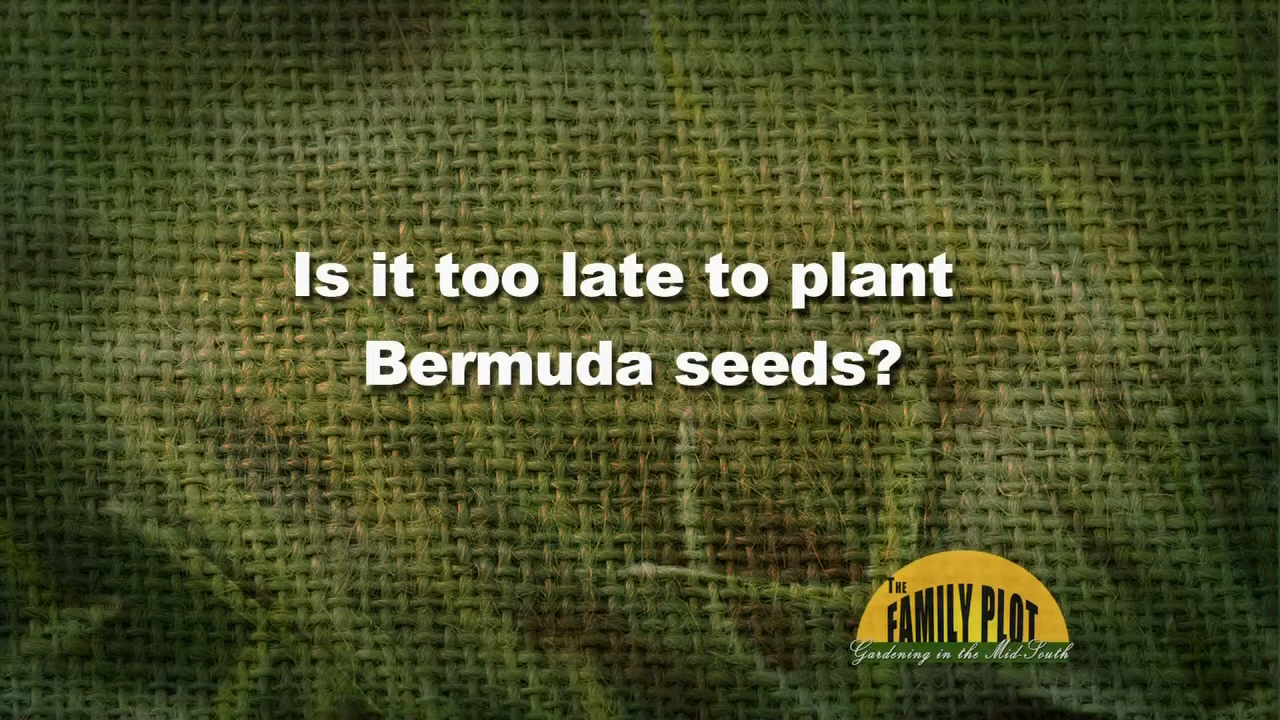 Is it too late to plant
Bermuda seeds?
THE
FAMILY PLOT
Gardening in the Mid-South